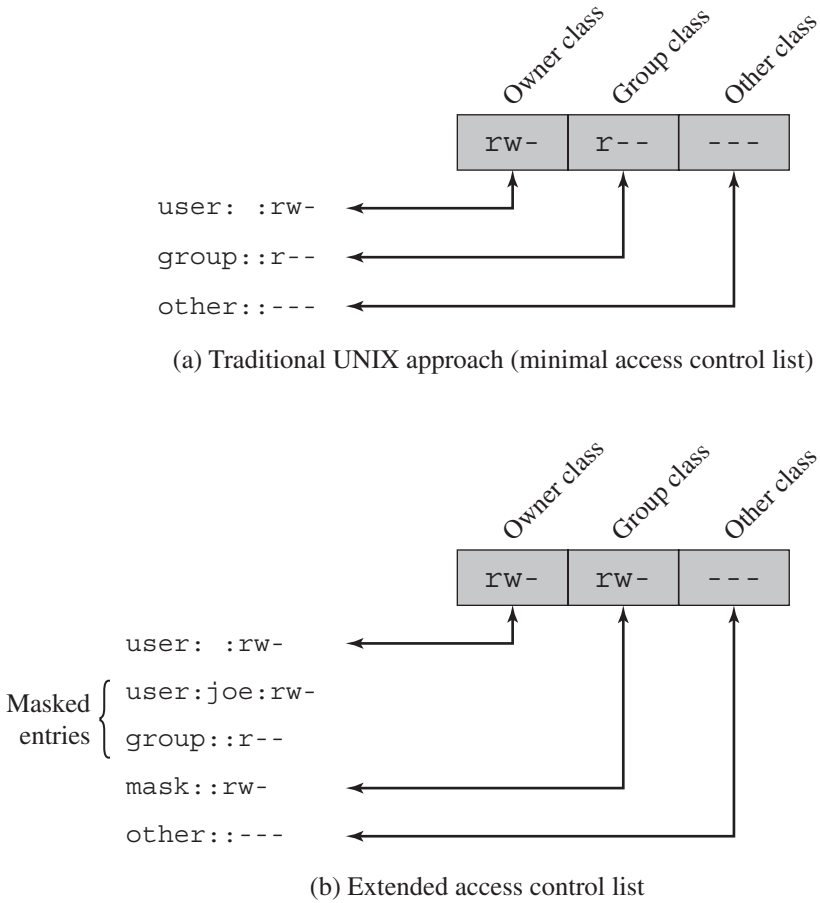 Owner class
Group class
Other class
rw- r-- ---
user: :rw-
group::r--
other::---
(a) Traditional UNIX approach (minimal access control list)
Owner class
Group class
Other class
rw- rw- ---
user: :rw-
Masked
entries
user:joe:rw-
group::r--
mask::rw-
other::---
(b) Extended access control list